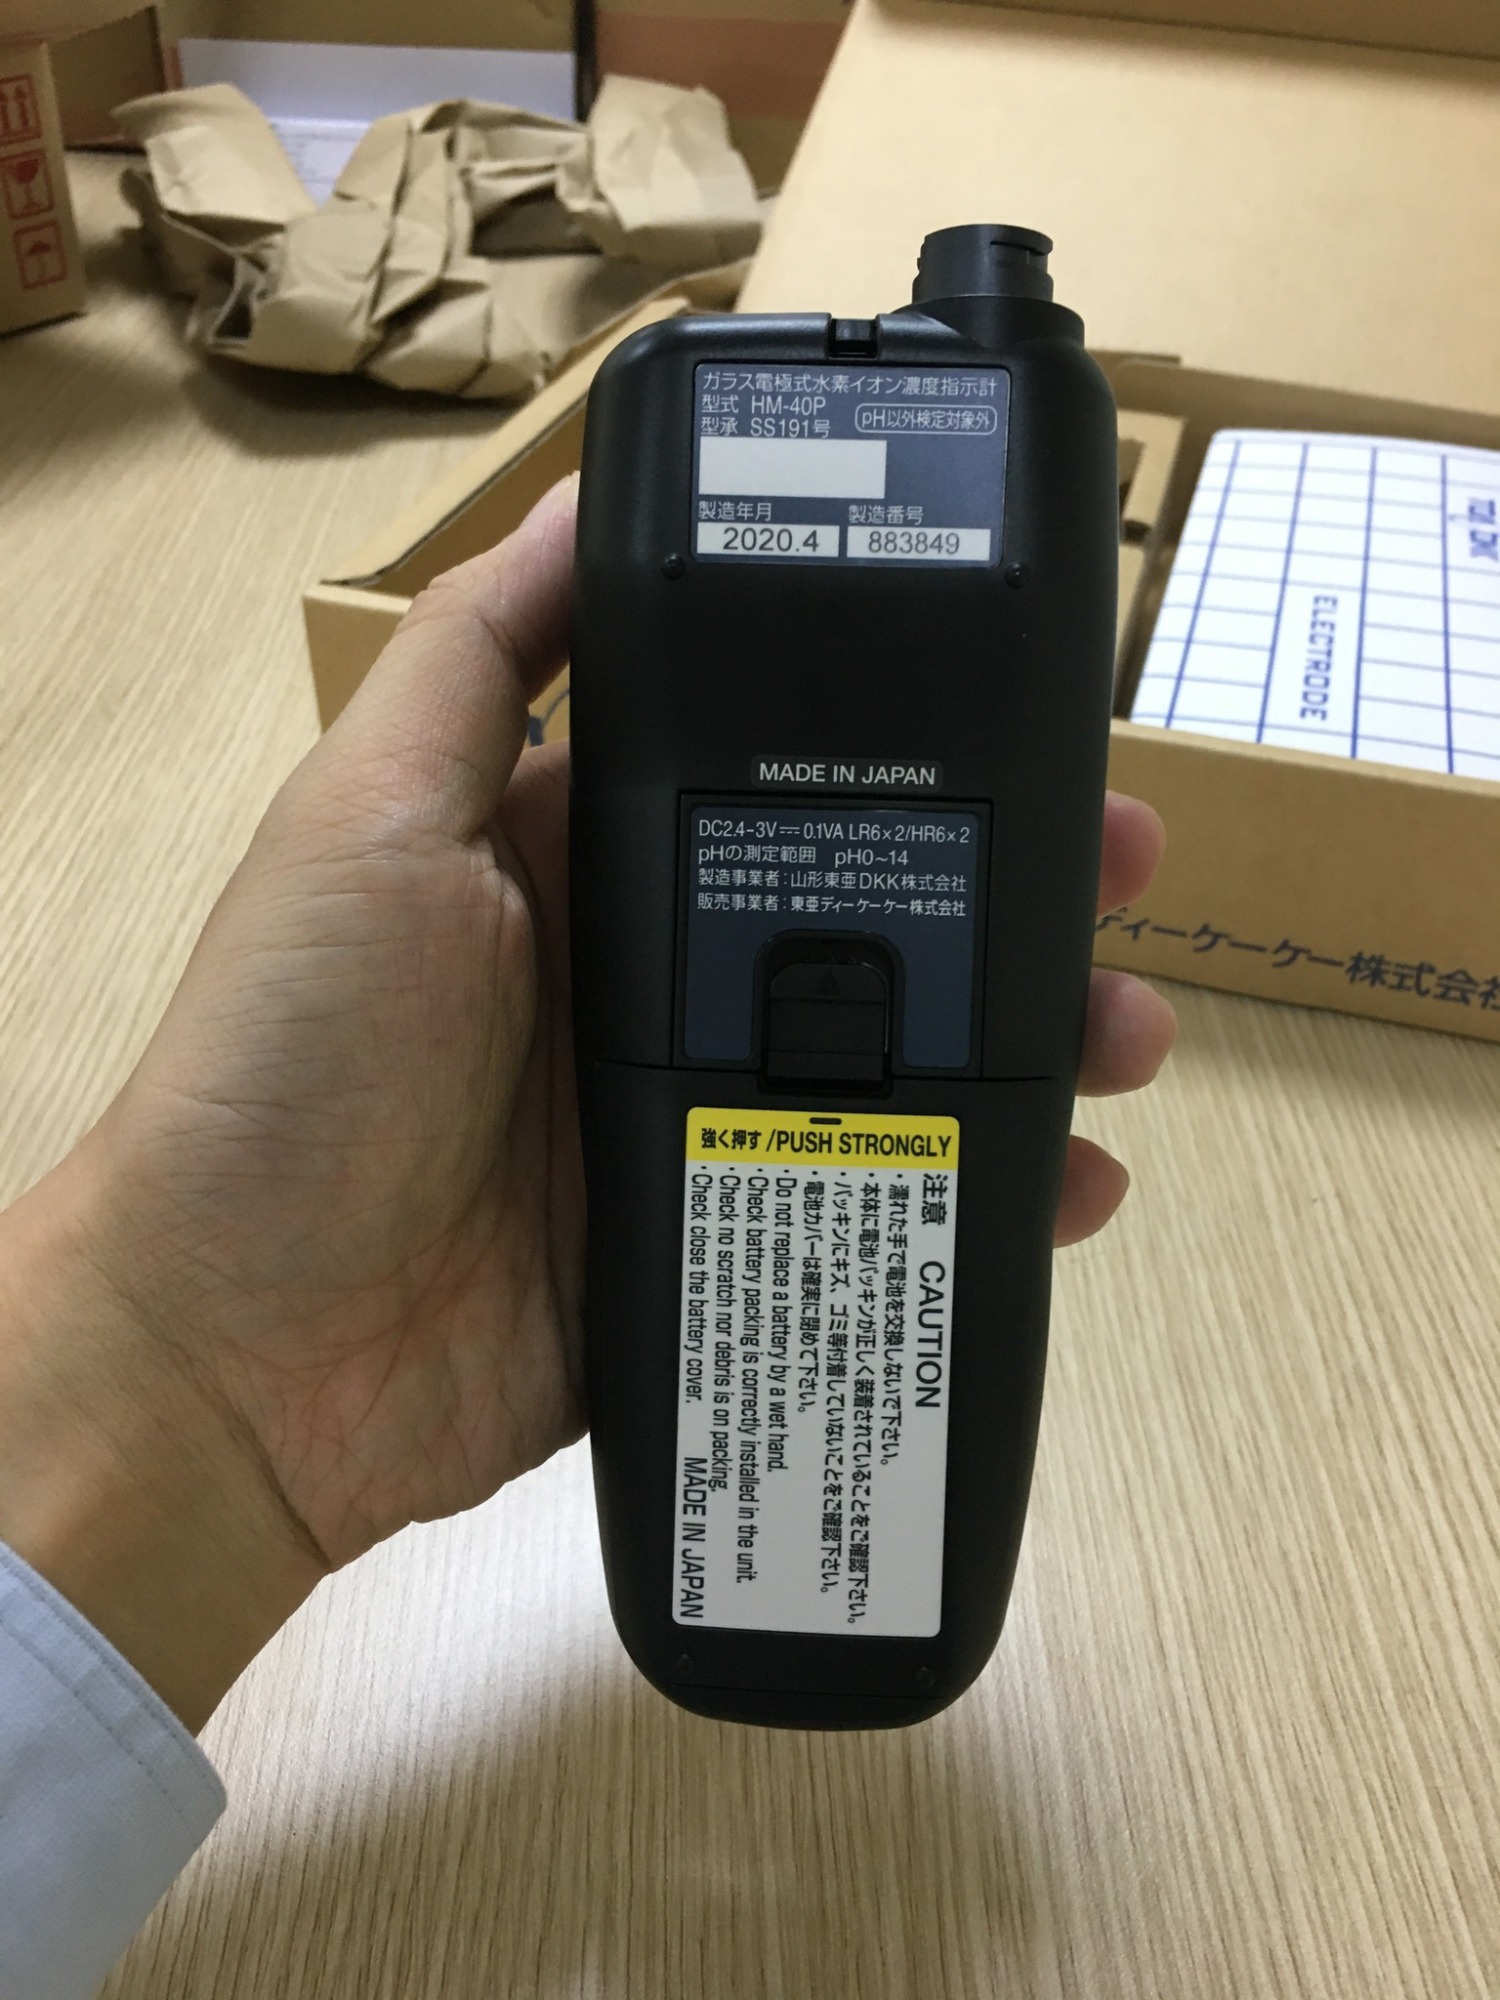 ガラス電極式水素イオン濃度指示計
型式 HM-40P
pH以外検定対象外
型承 SS191号
製造年月 製造番号
2020.4 883849
MADE IN JAPAN
DC2.4-3V⎓0.1VA LR6×2/HR6×2
pHの測定範囲 pH0~14
製造事業者:山形東亜DKK株式会社
販売事業者:東亜ディーケーケー株式会社
強く押す/PUSH STRONGLY
注意 CAUTION
・濡れた手で電池を交換しないで下さい。
・本体に電池パッキンが正しく装着されていることをご確認下さい。
・パッキンにキズ、ゴミ等付着していないことをご確認下さい。
・電池カバーは確実に閉めて下さい。
・Do not replace a battery by a wet hand.
・Check battery packing is correctly installed in the unit.
・Check no scratch nor debris is on packing.
・Check close the battery cover. MADE IN JAPAN
ELECTRODE
ディーケーケー株式会社